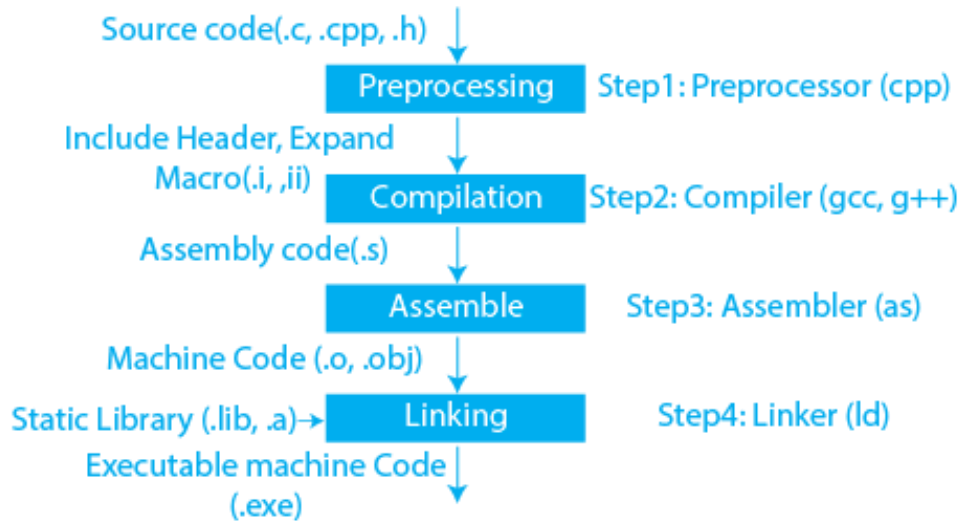 Source code(.c, .cpp, .h)
Preprocessing
Step1: Preprocessor (cpp)
Include Header, Expand
Macro(.i, ,ii)
Compilation
Step2: Compiler (gcc, g++)
Assembly code(.s)
Assemble
Step3: Assembler (as)
Machine Code (.o, .obj)
Static Library (.lib, .a)
Linking
Step4: Linker (ld)
Executable machine Code
(.exe)